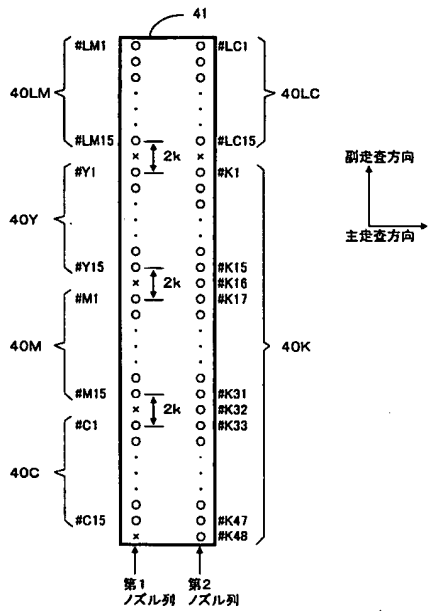 41
#LM1 #LC1
40LM 40LC
#LM15 #LC15
2k
#Y1 #K1
40Y
#Y15 #K15
2k #K16
#M1 #K17
40M 40K
#M15 #K31
2k #K32
#C1 #K33
40C
#C15 #K47
#K48
第1
ノズル列
第2
ノズル列
副走査方向
主走査方向